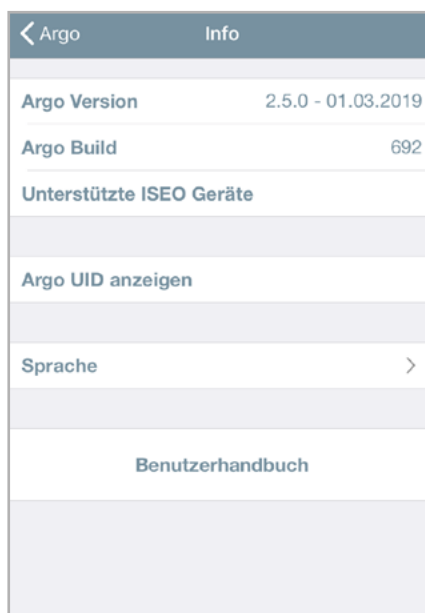 Argo Info
Argo Version 2.5.0 - 01.03.2019
Argo Build 692
Unterstützte ISEO Geräte
Argo UID anzeigen
Sprache
Benutzerhandbuch